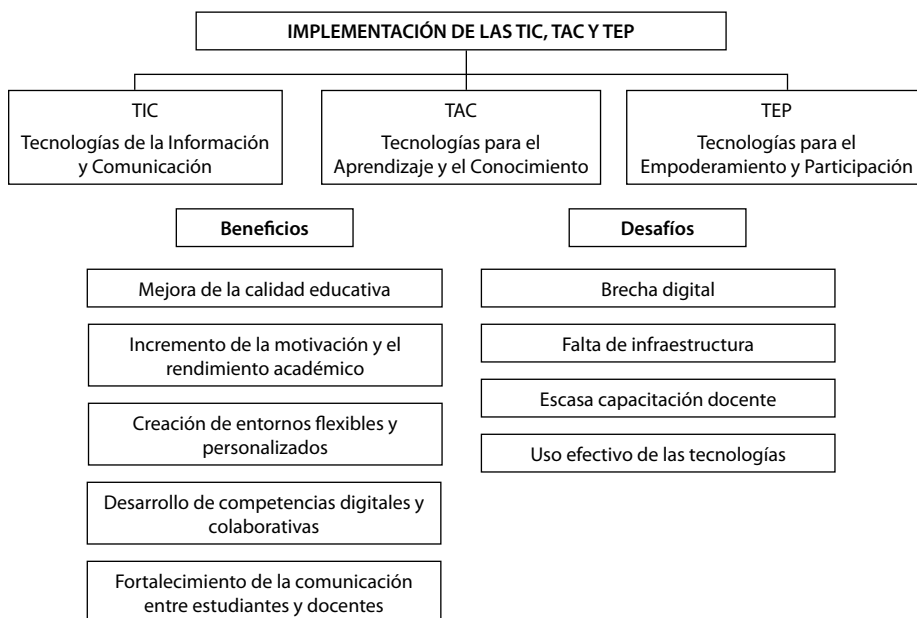 IMPLEMENTACIÓN DE LAS TIC, TAC Y TEP
TIC
Tecnologías de la Información
y Comunicación
TAC
Tecnologías para el
Aprendizaje y el Conocimiento
TEP
Tecnologías para el
Empoderamiento y Participación
Beneficios
Mejora de la calidad educativa
Incremento de la motivación y el
rendimiento académico
Creación de entornos flexibles y
personalizados
Desarrollo de competencias digitales y
colaborativas
Fortalecimiento de la comunicación
entre estudiantes y docentes
Desafíos
Brecha digital
Falta de infraestructura
Escasa capacitación docente
Uso efectivo de las tecnologías